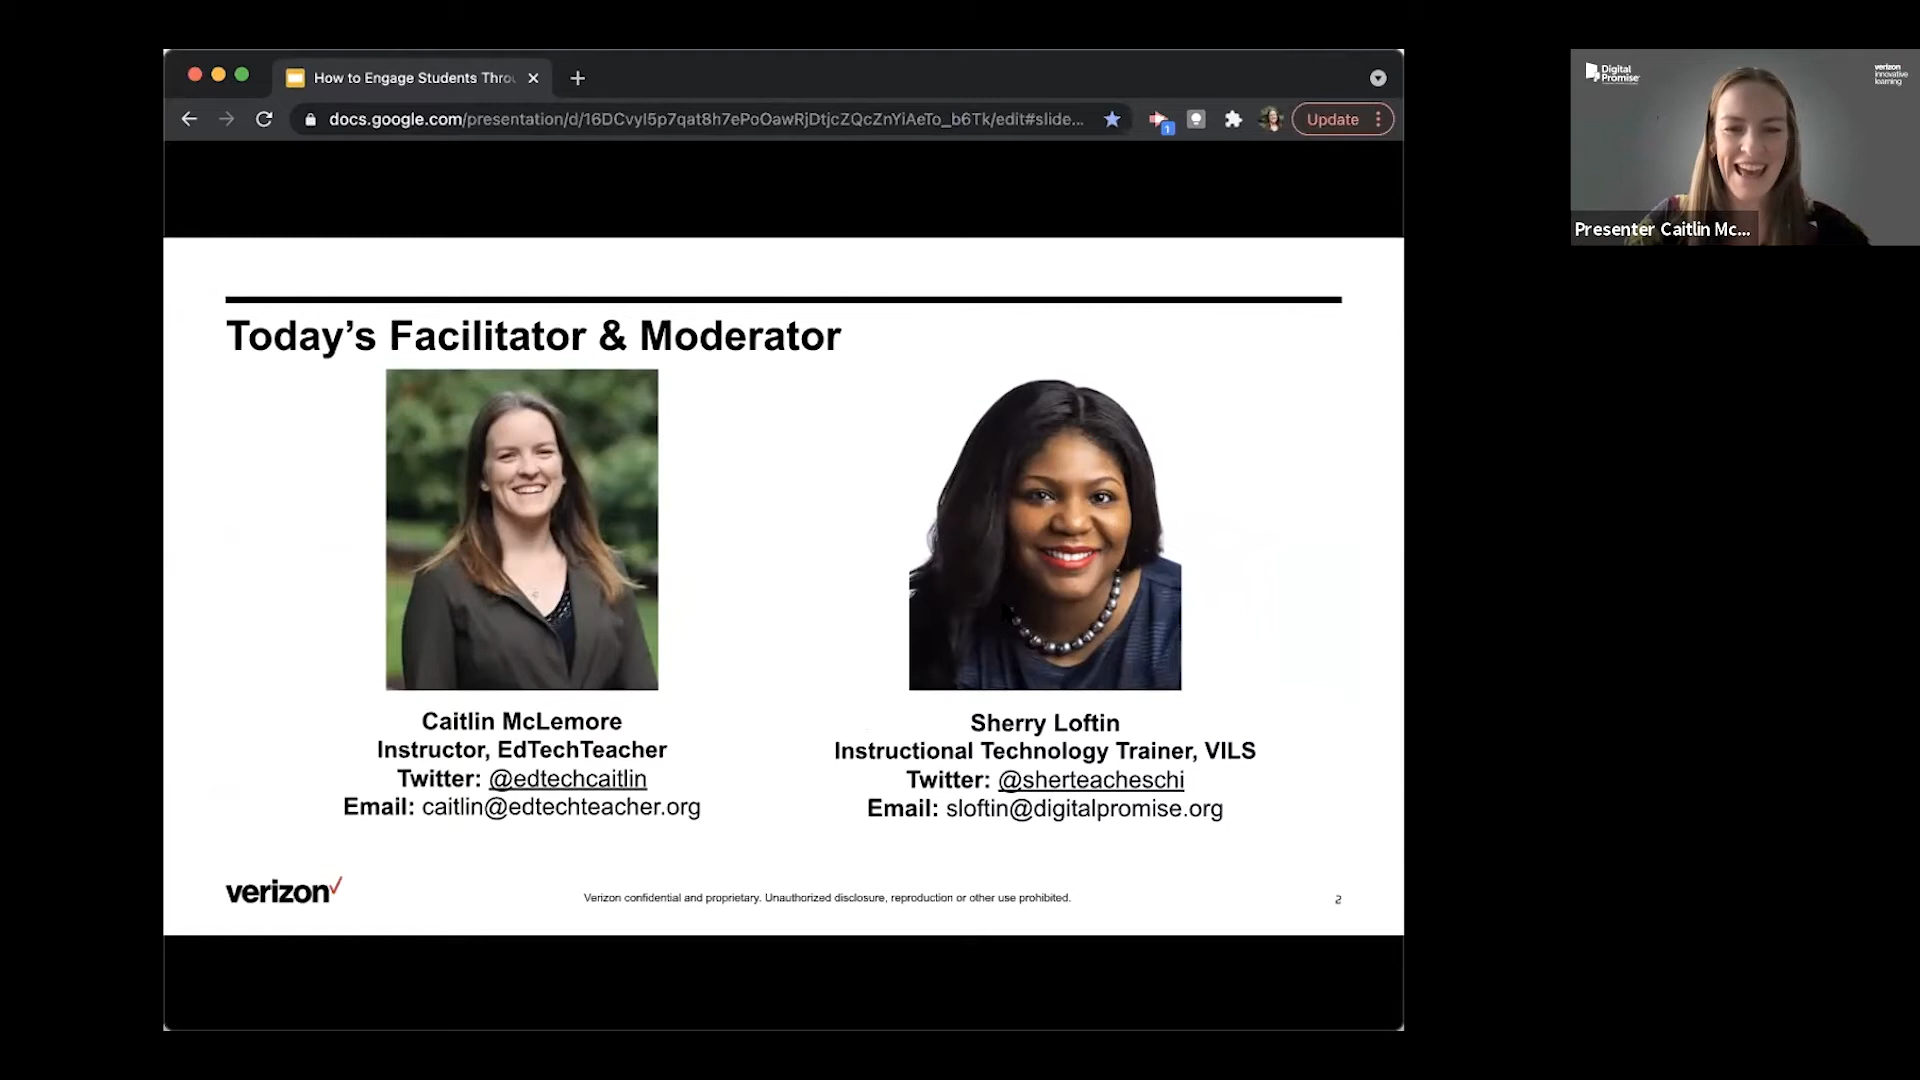 How to Engage Students Thro
docs.google.com/presentation/d/16DCvyI5p7qat8h7ePoOawRjDtjcZQcZnYiAeTo_b6Tk/edit#slide...
1
Update
Digital
Promise
verizon
innovative
learning
Presenter Caitlin Mc...
Today's Facilitator & Moderator
Caitlin McLemore
Instructor, EdTechTeacher
Twitter: @edtechcaitlin
Email: caitlin@edtechteacher.org
Sherry Loftin
Instructional Technology Trainer, VILS
Twitter: @sherteacheschi
Email: sloftin@digitalpromise.org
verizon
Verizon confidential and proprietary. Unauthorized disclosure, reproduction or other use prohibited.
2